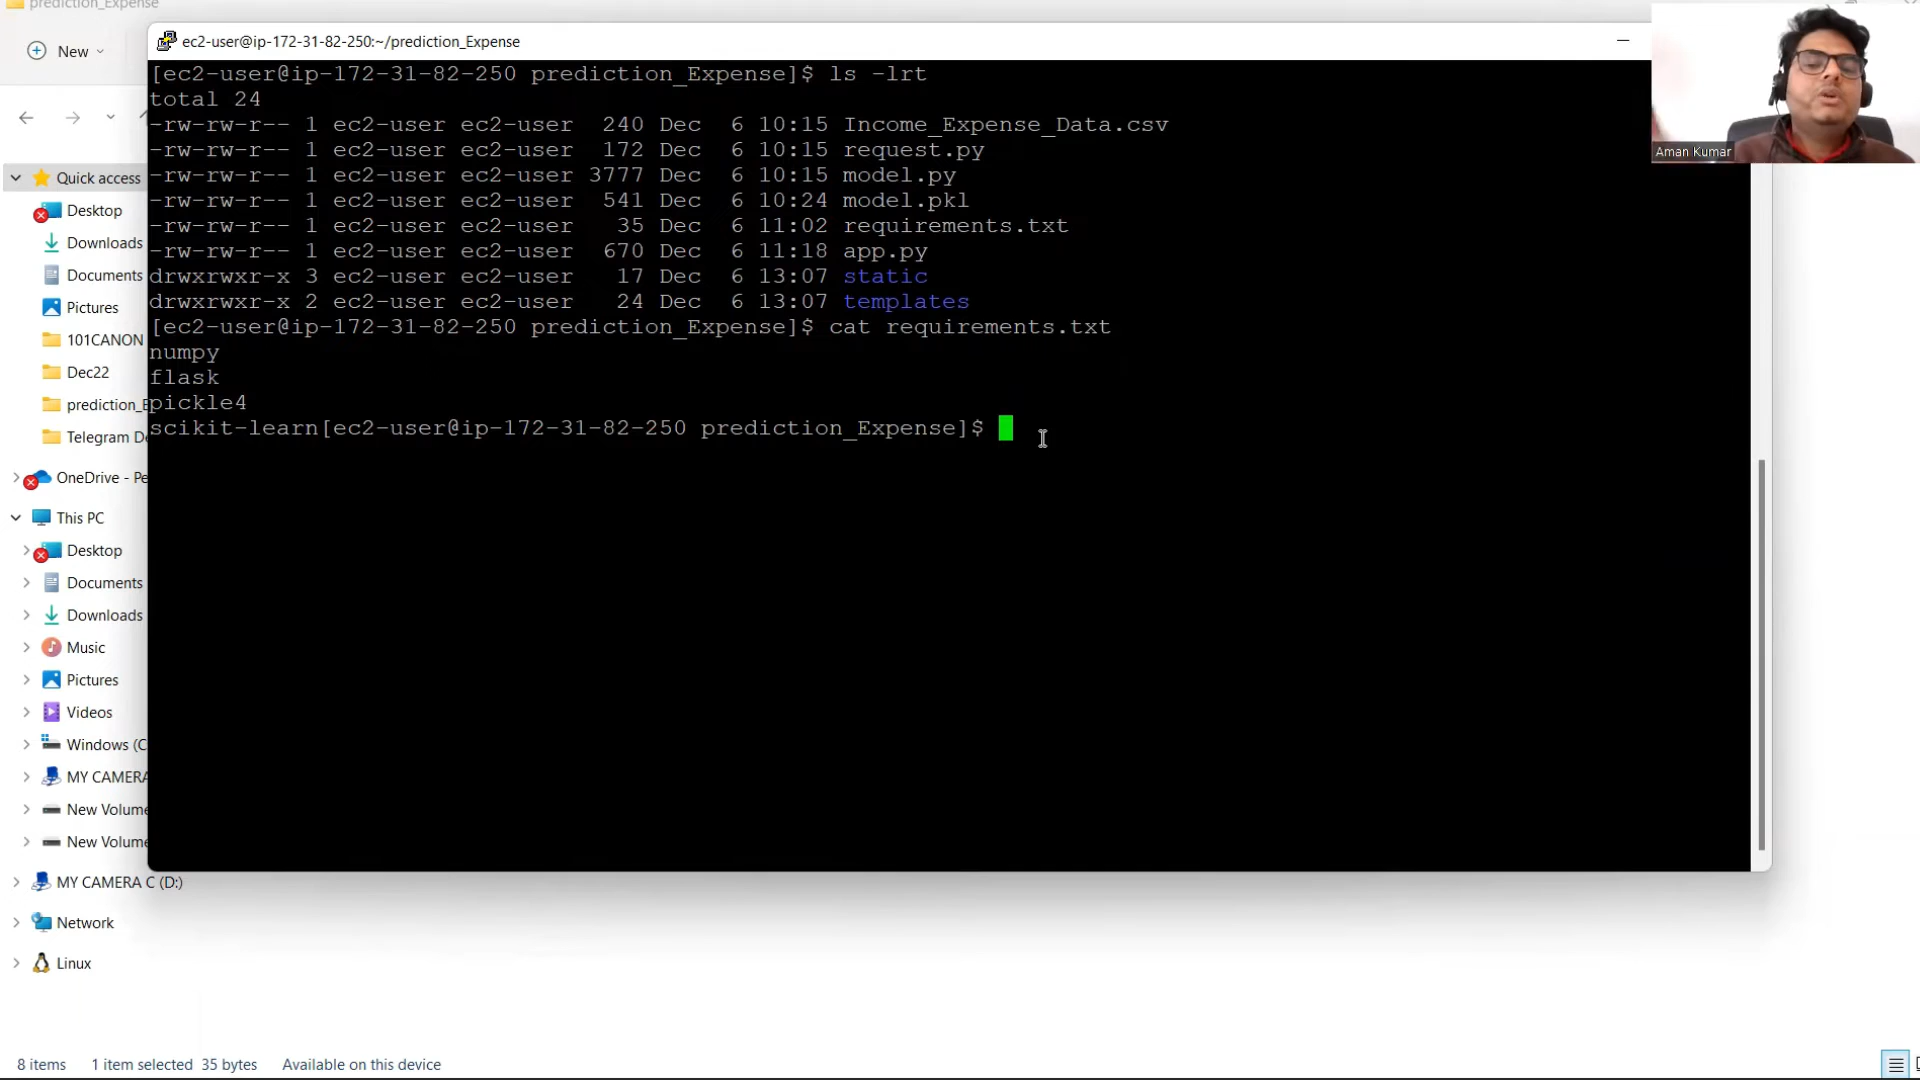 prediction_Expense
New
ec2-user@ip-172-31-82-250:~/prediction_Expense
[ec2-user@ip-172-31-82-250 prediction_Expense]$ ls -lrt
total 24
-rw-rw-r-- 1 ec2-user ec2-user 240 Dec 6 10:15 Income_Expense_Data.csv
-rw-rw-r-- 1 ec2-user ec2-user 172 Dec 6 10:15 request.py
-rw-rw-r-- 1 ec2-user ec2-user 3777 Dec 6 10:15 model.py
-rw-rw-r-- 1 ec2-user ec2-user 541 Dec 6 10:24 model.pkl
-rw-rw-r-- 1 ec2-user ec2-user 35 Dec 6 11:02 requirements.txt
-rw-rw-r-- 1 ec2-user ec2-user 670 Dec 6 11:18 app.py
drwxrwxr-x 3 ec2-user ec2-user 17 Dec 6 13:07 static
drwxrwxr-x 2 ec2-user ec2-user 24 Dec 6 13:07 templates
[ec2-user@ip-172-31-82-250 prediction_Expense]$ cat requirements.txt
numpy
flask
pickle4
scikit-learn[ec2-user@ip-172-31-82-250 prediction_Expense]$
Aman Kumar
Quick access
Desktop
Downloads
Documents
Pictures
101CANON
Dec22
prediction_E
Telegram De
OneDrive - Pe
This PC
Desktop
Documents
Downloads
Music
Pictures
Videos
Windows (C
MY CAMERA
New Volume
New Volume
MY CAMERA C (D:)
Network
Linux
8 items 1 item selected 35 bytes Available on this device